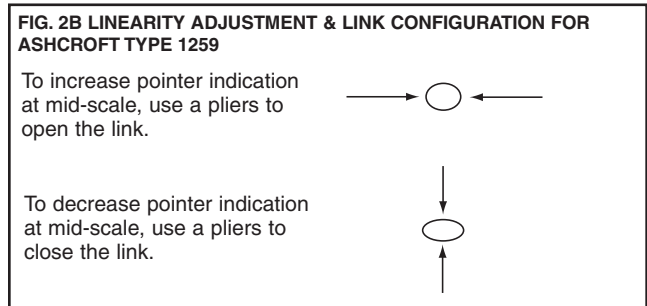 FIG. 2B LINEARITY ADJUSTMENT & LINK CONFIGURATION FOR
ASHCROFT TYPE 1259
To increase pointer indication
at mid-scale, use a pliers to
open the link.
To decrease pointer indication
at mid-scale, use a pliers to
close the link.